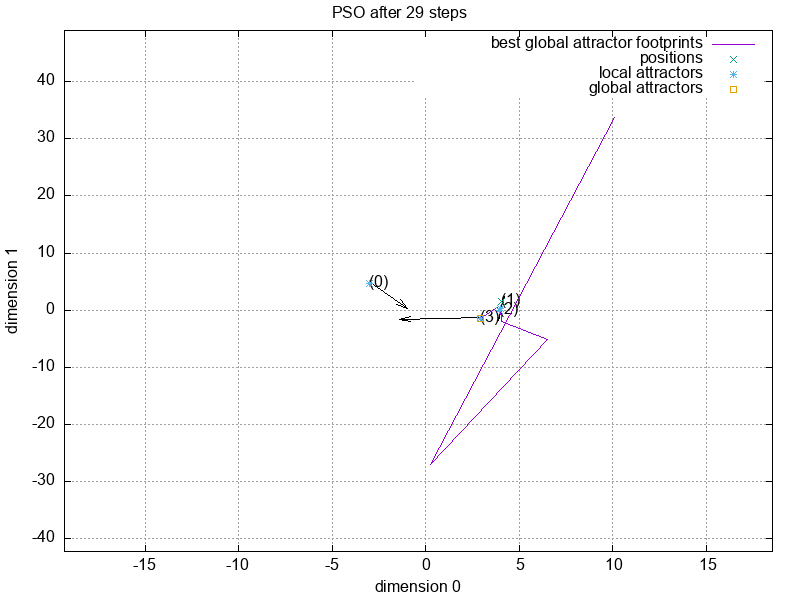 PSO after 29 steps
best global attractor footprints
positions
local attractors
global attractors
40
30
20
10
0
-10
-20
-30
-40
dimension 1
(0)
(1)
(2)
(3)
-15
-10
-5
0
5
10
15
dimension 0